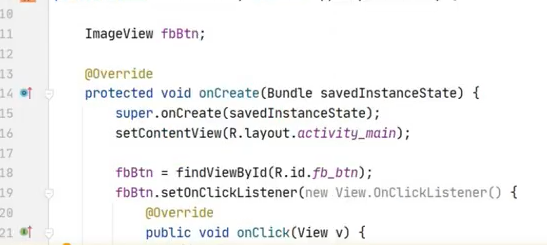 10
11 ImageView fbBtn;
12
13 @Override
14 protected void onCreate(Bundle savedInstanceState) {
15 super.onCreate(savedInstanceState);
16 setContentView(R.layout.activity_main);
17
18 fbBtn = findViewById(R.id.fb_btn);
19 fbBtn.setOnClickListener(new View.OnClickListener() {
20 @Override
21 public void onClick(View v) {